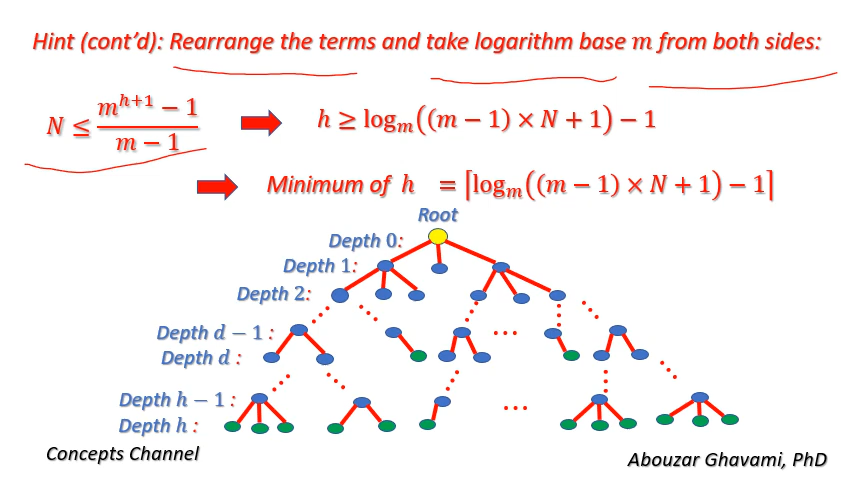 Hint (cont’d): Rearrange the terms and take logarithm base m from both sides:
N ≤ (m^{h+1} − 1)/(m − 1) h ≥ log_m((m − 1) × N + 1) − 1
Minimum of h = ⌈log_m((m − 1) × N + 1) − 1⌉
Root
Depth 0:
Depth 1:
Depth 2:
Depth d − 1 :
Depth d :
Depth h − 1 :
Depth h :
Concepts Channel
Abouzar Ghavami, PhD